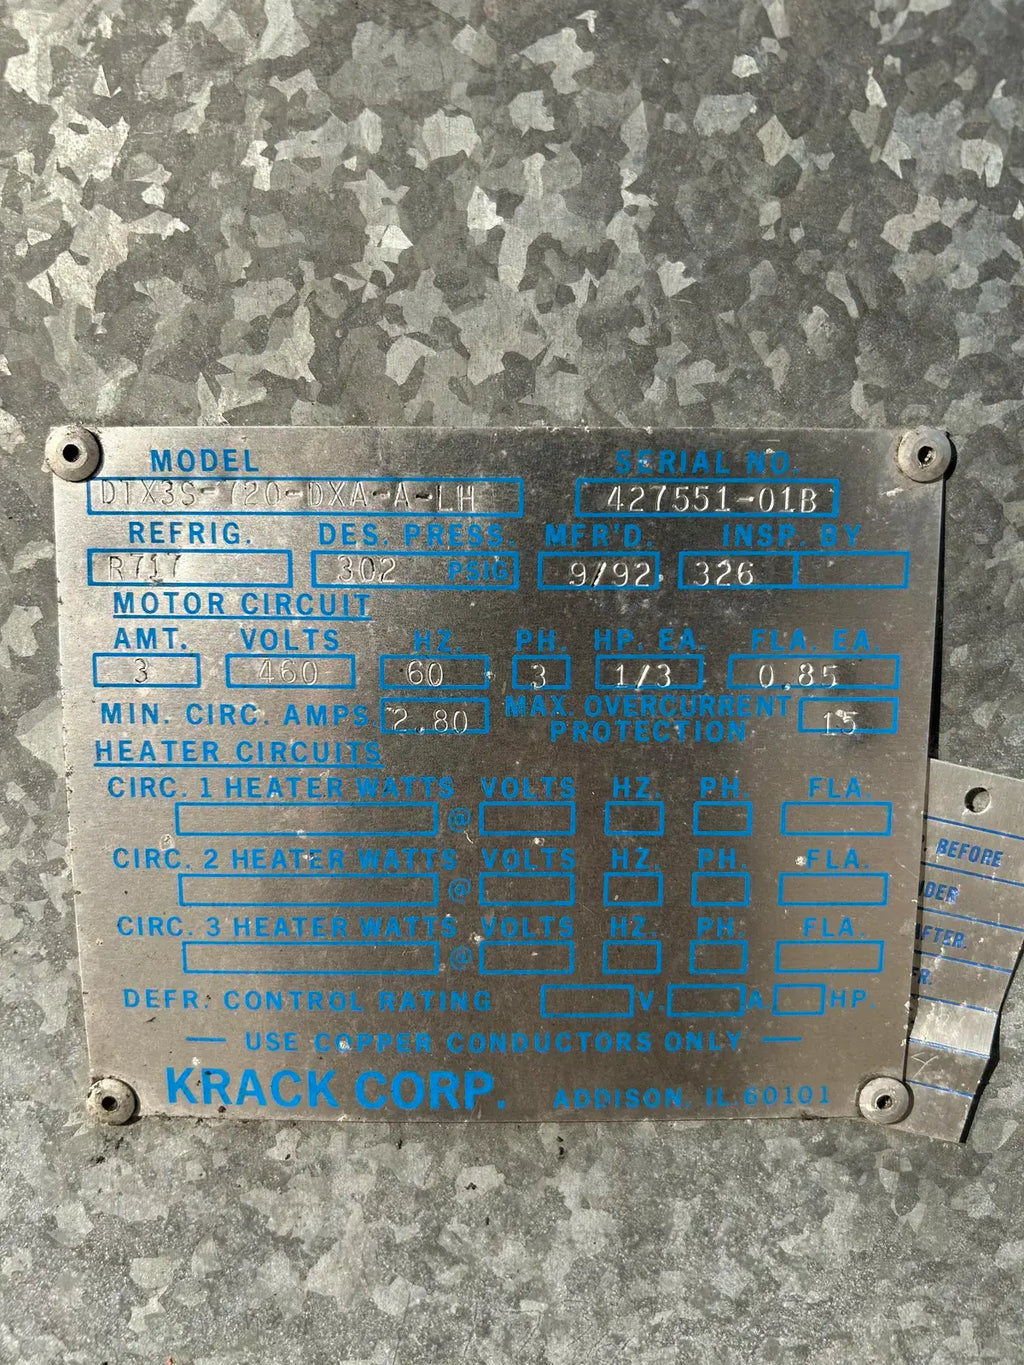 MODEL SERIAL NO.
DTX3S-720-DXA-A-LH 427551-01B
REFRIG. DES. PRESS. MFR'D. INSP. BY
R717 302 PSIG 9/92 326
MOTOR CIRCUIT
AMT. VOLTS HZ. PH. HP. EA. FLA. EA.
3 460 60 3 1/3 0.85
MIN. CIRC. AMPS 2.80 MAX. OVERCURRENT PROTECTION 15
HEATER CIRCUITS
CIRC. 1 HEATER WATTS VOLTS HZ. PH. FLA.
@
CIRC. 2 HEATER WATTS VOLTS HZ. PH. FLA.
@
CIRC. 3 HEATER WATTS VOLTS HZ. PH. FLA.
@
DEFR. CONTROL RATING V. A. HP.
— USE COPPER CONDUCTORS ONLY —
KRACK CORP. ADDISON, IL. 60101
BEFORE
AFTER.